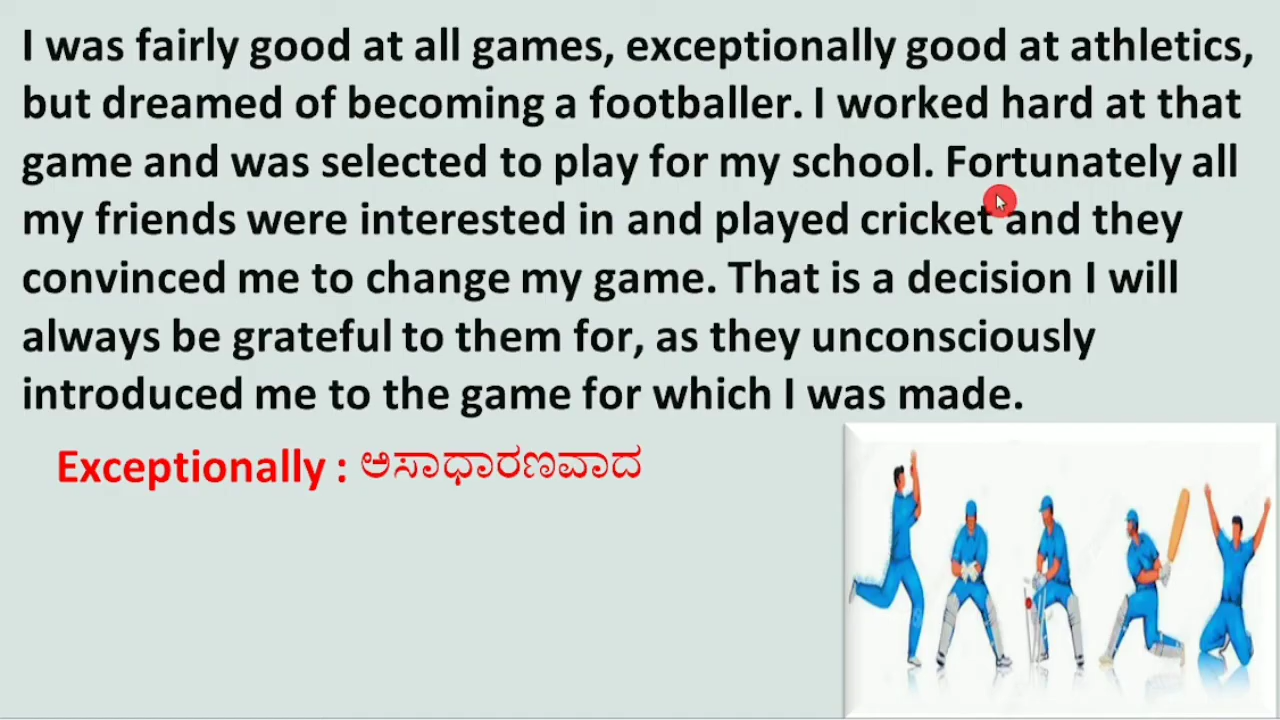 I was fairly good at all games, exceptionally good at athletics,
but dreamed of becoming a footballer. I worked hard at that
game and was selected to play for my school. Fortunately all
my friends were interested in and played cricket and they
convinced me to change my game. That is a decision I will
always be grateful to them for, as they unconsciously
introduced me to the game for which I was made.
Exceptionally : ಅಸಾಧಾರಣವಾದ